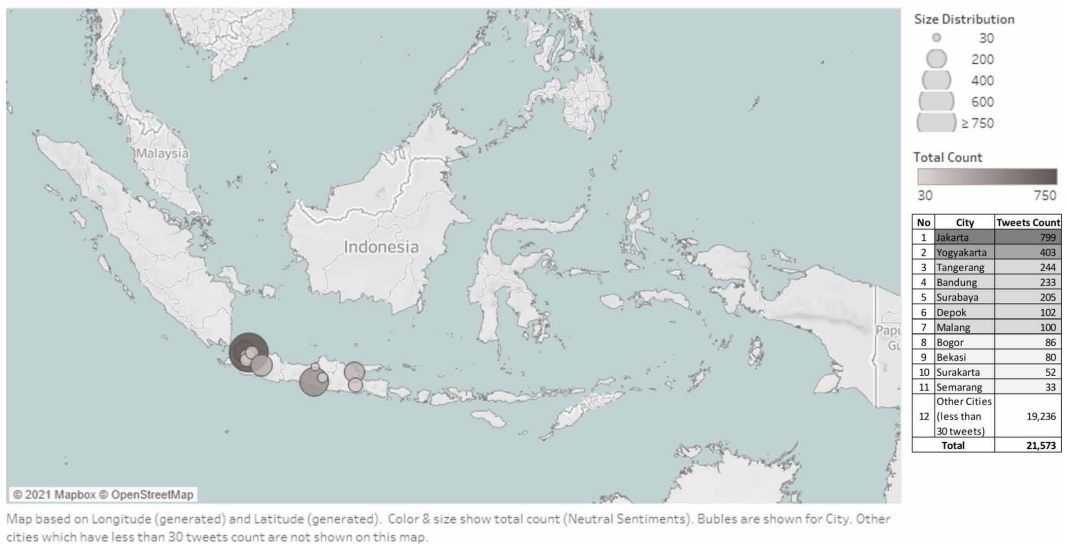 Malaysia
Indonesia
© 2021 Mapbox © OpenStreetMap
Size Distribution
30
200
400
600
≥ 750
Total Count
30 750
No City Tweets Count
1 Jakarta 799
2 Yogyakarta 403
3 Tangerang 244
4 Bandung 233
5 Surabaya 205
6 Depok 102
7 Malang 100
8 Bogor 86
9 Bekasi 80
10 Surakarta 52
11 Semarang 33
12 Other Cities
(less than
30 tweets) 19,236
Total 21,573
Map based on Longitude (generated) and Latitude (generated). Color & size show total count (Neutral Sentiments). Bubles are shown for City. Other
cities which have less than 30 tweets count are not shown on this map.